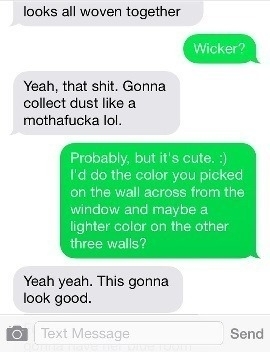 looks all woven together
Wicker?
Yeah, that shit. Gonna
collect dust like a
mothafucka lol.
Probably, but it's cute. :)
I'd do the color you picked
on the wall across from the
window and maybe a
lighter color on the other
three walls?
Yeah yeah. This gonna
look good.
Text Message
Send